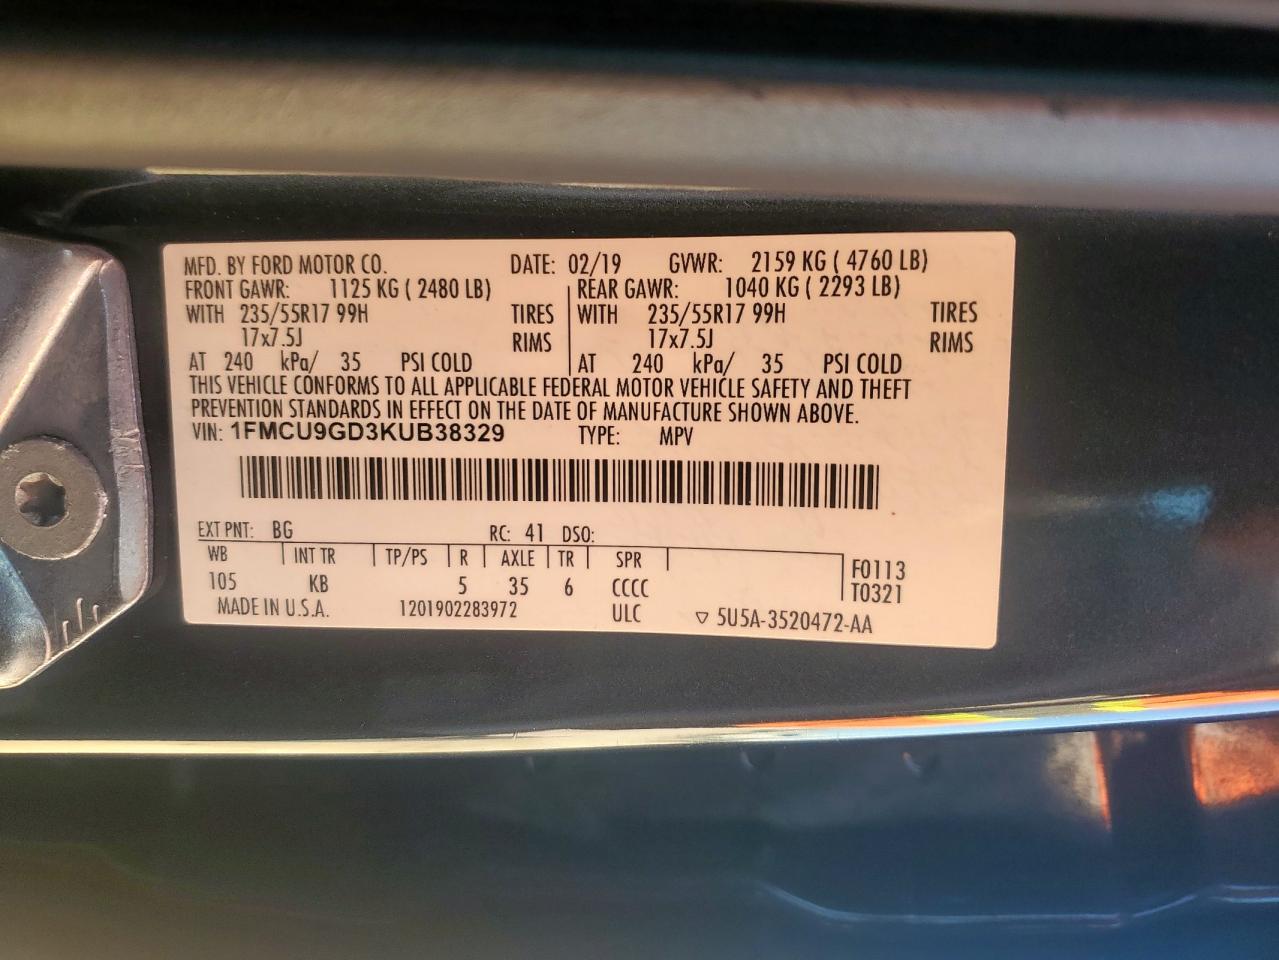 MFD. BY FORD MOTOR CO. DATE: 02/19 GVWR: 2159 KG ( 4760 LB)
FRONT GAWR: 1125 KG ( 2480 LB) REAR GAWR: 1040 KG ( 2293 LB)
WITH 235/55R17 99H TIRES WITH 235/55R17 99H TIRES
17x7.5J RIMS 17x7.5J RIMS
AT 240 kPa/ 35 PSI COLD AT 240 kPa/ 35 PSI COLD
THIS VEHICLE CONFORMS TO ALL APPLICABLE FEDERAL MOTOR VEHICLE SAFETY AND THEFT
PREVENTION STANDARDS IN EFFECT ON THE DATE OF MANUFACTURE SHOWN ABOVE.
VIN: 1FMCU9GD3KUB38329 TYPE: MPV
EXT PNT: BG RC: 41 DSO:
WB INT TR TP/PS R AXLE TR SPR F0113
105 KB 5 35 6 CCCC T0321
MADE IN U.S.A. 1201902283972 ULC ▽ 5U5A-3520472-AA